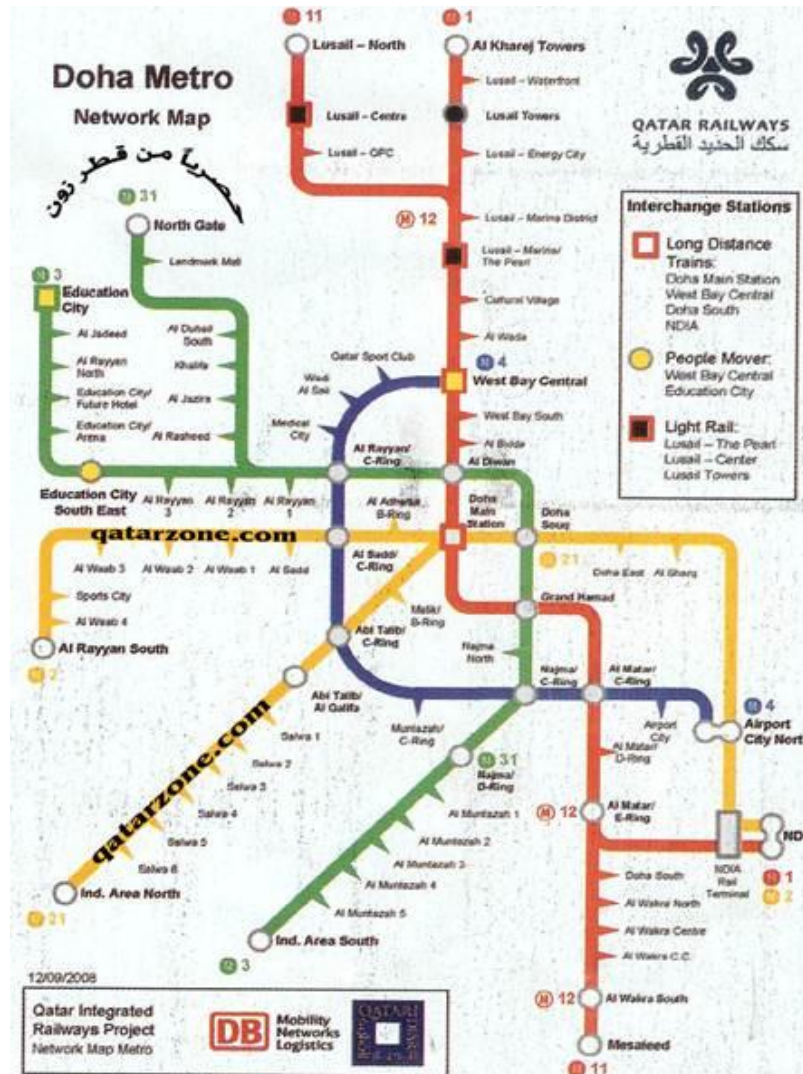 11
1
Lusail – North
Al Kharej Towers
Doha Metro
Network Map
حصرياً من قطر زون
Lusail – Waterfront
Lusail – Centre
Lusail Towers
QATAR RAILWAYS
سكك الحديد القطرية
Lusail – Energy City
31
North Gate
12
Lusail – Marina District
Interchange Stations
Long Distance
Trains:
Doha Main Station
West Bay Central
Doha South
NDIA
People Mover:
West Bay Central
Education City
Light Rail:
Lusail – The Pearl
Lusail – Center
Lusail Towers
Landmark Mall
Lusail – Marina/
The Pearl
3
Education
City
Cultural Village
Al Jadeed
Al Duhail
South
Al Wada
Qatar Sport Club
4
Al Rayyan
North
Khalifa
Wadi
Al Sail
West Bay Central
Education City/
Future Hotel
Al Jazira
West Bay South
Education City/
Arena
Al Rasheed
Medical
City
Al Bidda
Al Rayyan/
C-Ring
Al Diwan
Education City
South East
Al Rayyan
3
Al Rayyan
2
Al Rayyan
1
B-Ring
Doha
Main
Station
Doha
Souq
qatarzone.com
21
Al Waab 3
Al Waab 2
Al Waab 1
Al Sadd
Al Sadd/
C-Ring
Doha East
Sports City
Al Waab 4
B-Ring
Grand Hamad
Al Rayyan South
Abi Talib/
C-Ring
Najma
North
2
Najma/
C-Ring
Al Matar/
C-Ring
Abi Talib/
Muntazah/
C-Ring
Airport
City
4
Airport
City North
qatarzone.com
Salwa 1
Salwa 2
Salwa 3
Salwa 4
Salwa 5
Salwa 6
31
Najma/
D-Ring
Al Matar/
D-Ring
Al Muntazah 1
Al Muntazah 2
Al Muntazah 3
Al Muntazah 4
Al Muntazah 5
12
Al Matar/
E-Ring
ND
NDIA
Rail
Terminal
1
2
Ind. Area North
21
Doha South
Al Wakra North
Al Wakra Centre
Al Wakra C.C.
Ind. Area South
3
12
Al Wakra South
Mesaieed
11
12/09/2008
Qatar Integrated
Railways Project
Network Map Metro
DB
Mobility
Networks
Logistics
QATARI